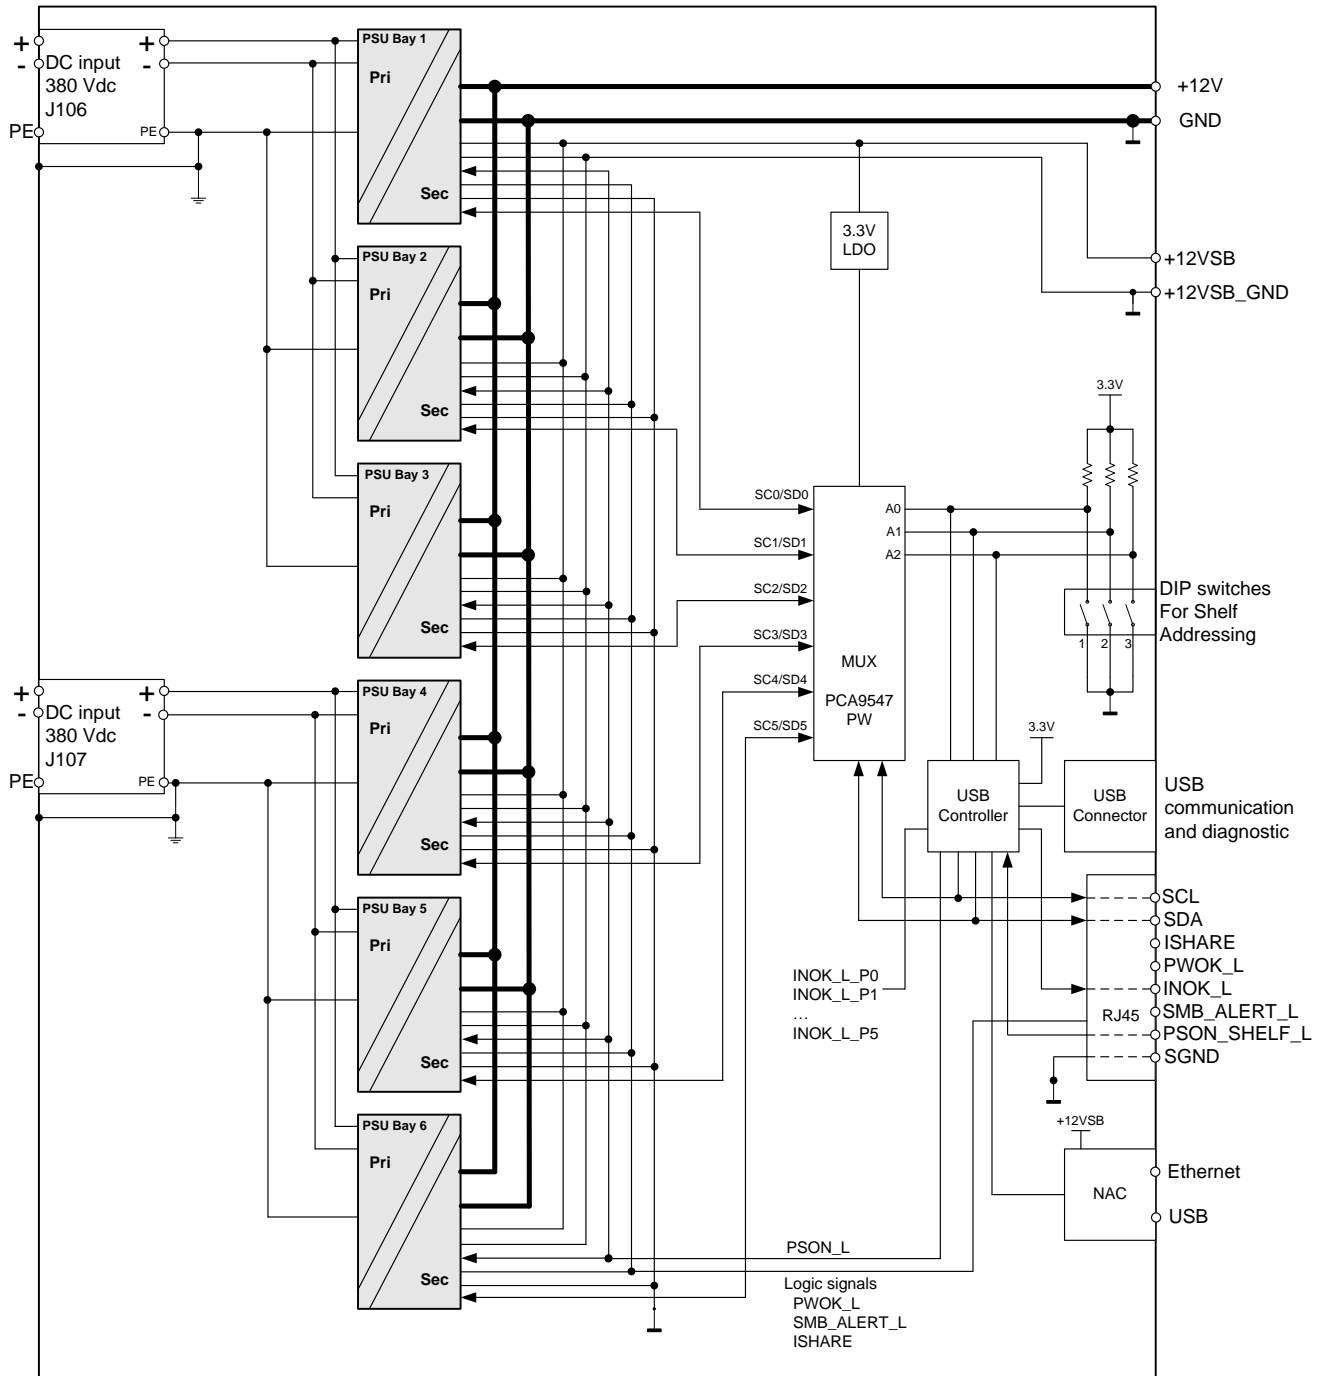 +
-
DC input
380 Vdc
J106
+
-
PE
PE
PSU Bay 1
Pri
Sec
+12V
GND
3.3V
LDO
+12VSB
+12VSB_GND
PSU Bay 2
Pri
Sec
3.3V
PSU Bay 3
Pri
Sec
SC0/SD0
SC1/SD1
SC2/SD2
SC3/SD3
SC4/SD4
SC5/SD5
A0
A1
A2
MUX
PCA9547
PW
DIP switches
For Shelf
Addressing
1 2 3
+
-
DC input
380 Vdc
J107
+
-
PE
PE
PSU Bay 4
Pri
Sec
3.3V
USB
Controller
USB
Connector
USB
communication
and diagnostic
PSU Bay 5
Pri
Sec
INOK_L_P0
INOK_L_P1
...
INOK_L_P5
RJ45
SCL
SDA
ISHARE
PWOK_L
INOK_L
SMB_ALERT_L
PSON_SHELF_L
SGND
PSU Bay 6
Pri
Sec
+12VSB
NAC
Ethernet
USB
PSON_L
Logic signals
PWOK_L
SMB_ALERT_L
ISHARE